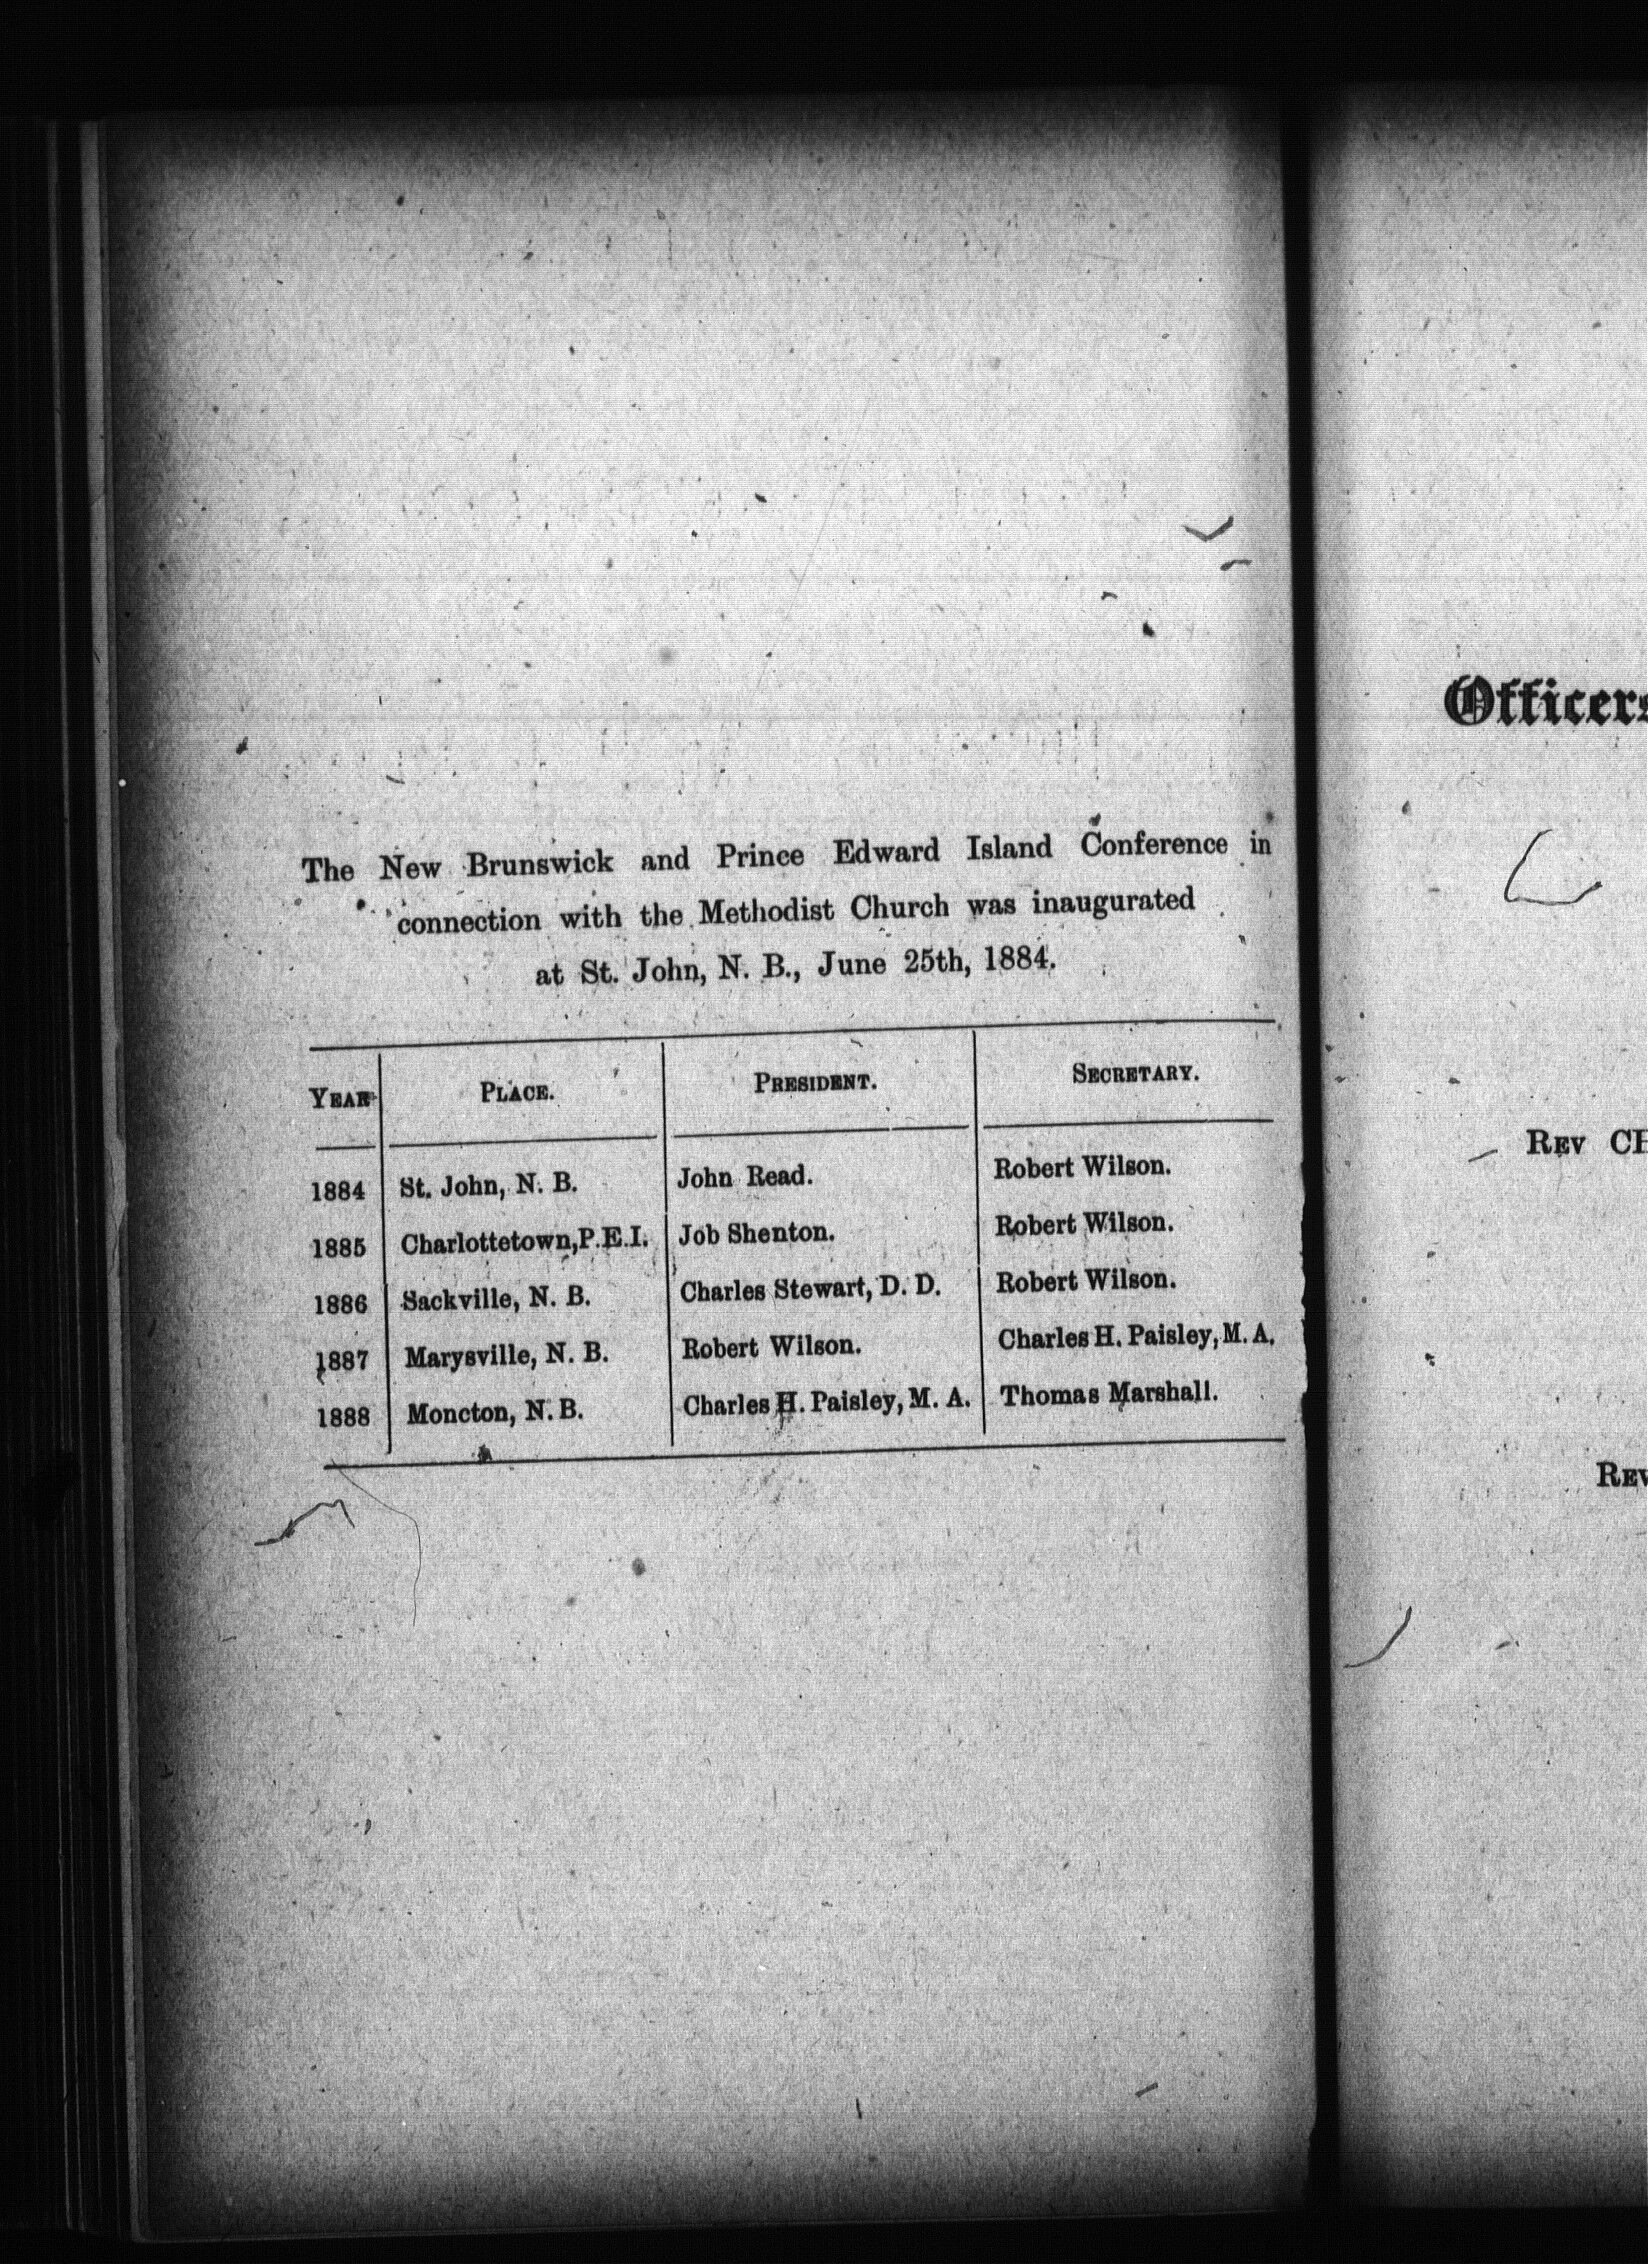 The New Brunswick and Prince Edward Island Conference in
connection with the Methodist Church was inaugurated
at St. John, N. B., June 25th, 1884.
YEAR PLACE. PRESIDENT. SECRETARY.
1884 St. John, N. B. John Read. Robert Wilson.
1885 Charlottetown, P.E.I. Job Shenton. Robert Wilson.
1886 Sackville, N. B. Charles Stewart, D. D. Robert Wilson.
1887 Marysville, N. B. Robert Wilson. Charles H. Paisley, M. A.
1888 Moncton, N. B. Charles H. Paisley, M. A. Thomas Marshall.
Officers
REV CH
REV